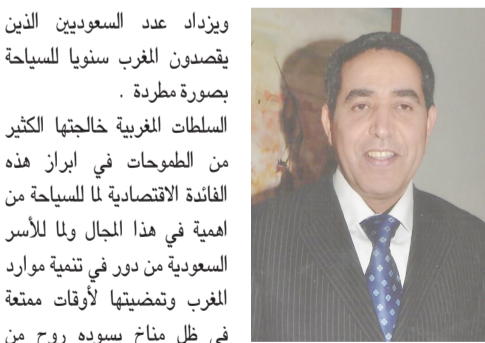 ويزداد عدد السعوديين الذين
يقصدون المغرب سنويا للسياحة
بصورة مطردة .
السلطات المغربية خالجتها الكثير
من الطموحات في ابراز هذه
الفائدة الاقتصادية لما للسياحة من
اهمية في هذا المجال ولما للأسر
السعودية من دور في تنمية موارد
المغرب وتمضيتها لأوقات ممتعة
في ظل مناخ يسوده روح من